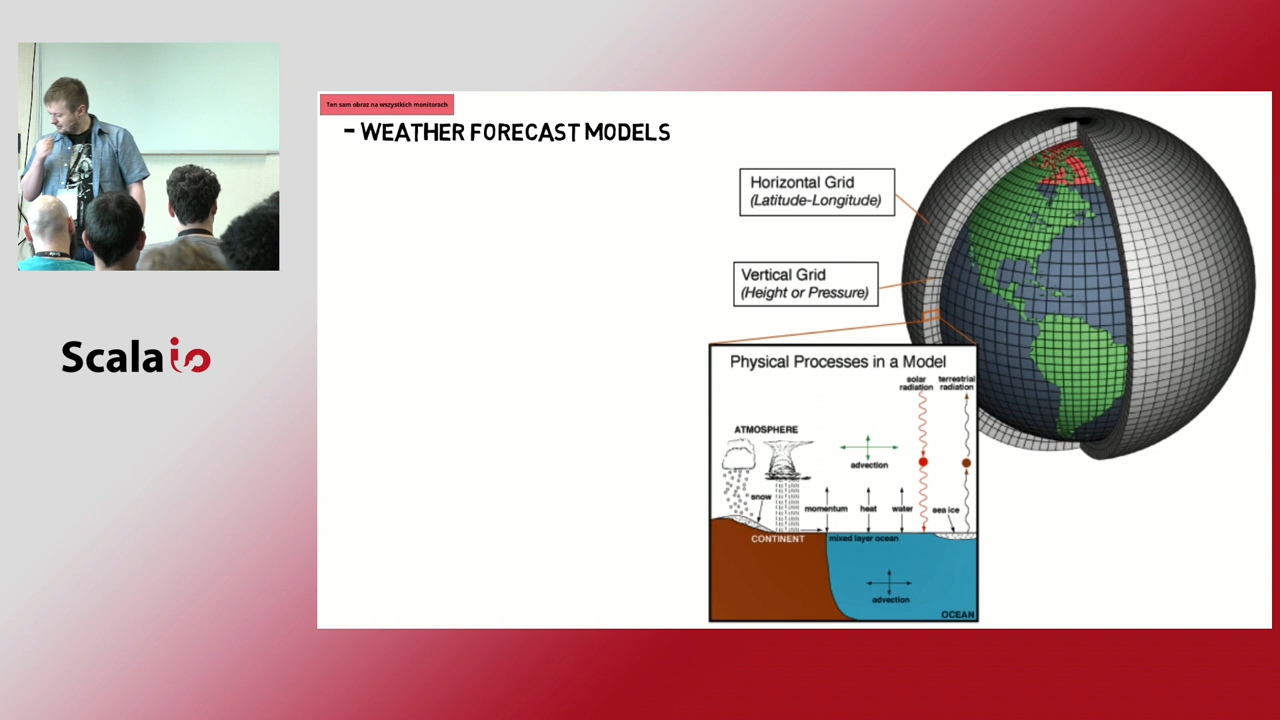 Scala
io
Ten sam obraz na wszystkich monitorach
- WEATHER FORECAST MODELS
Horizontal Grid
(Latitude-Longitude)
Vertical Grid
(Height or Pressure)
Physical Processes in a Model
solar
radiation
terrestrial
radiation
ATMOSPHERE
advection
snow
momentum
heat
water
sea ice
CONTINENT
mixed layer ocean
advection
OCEAN